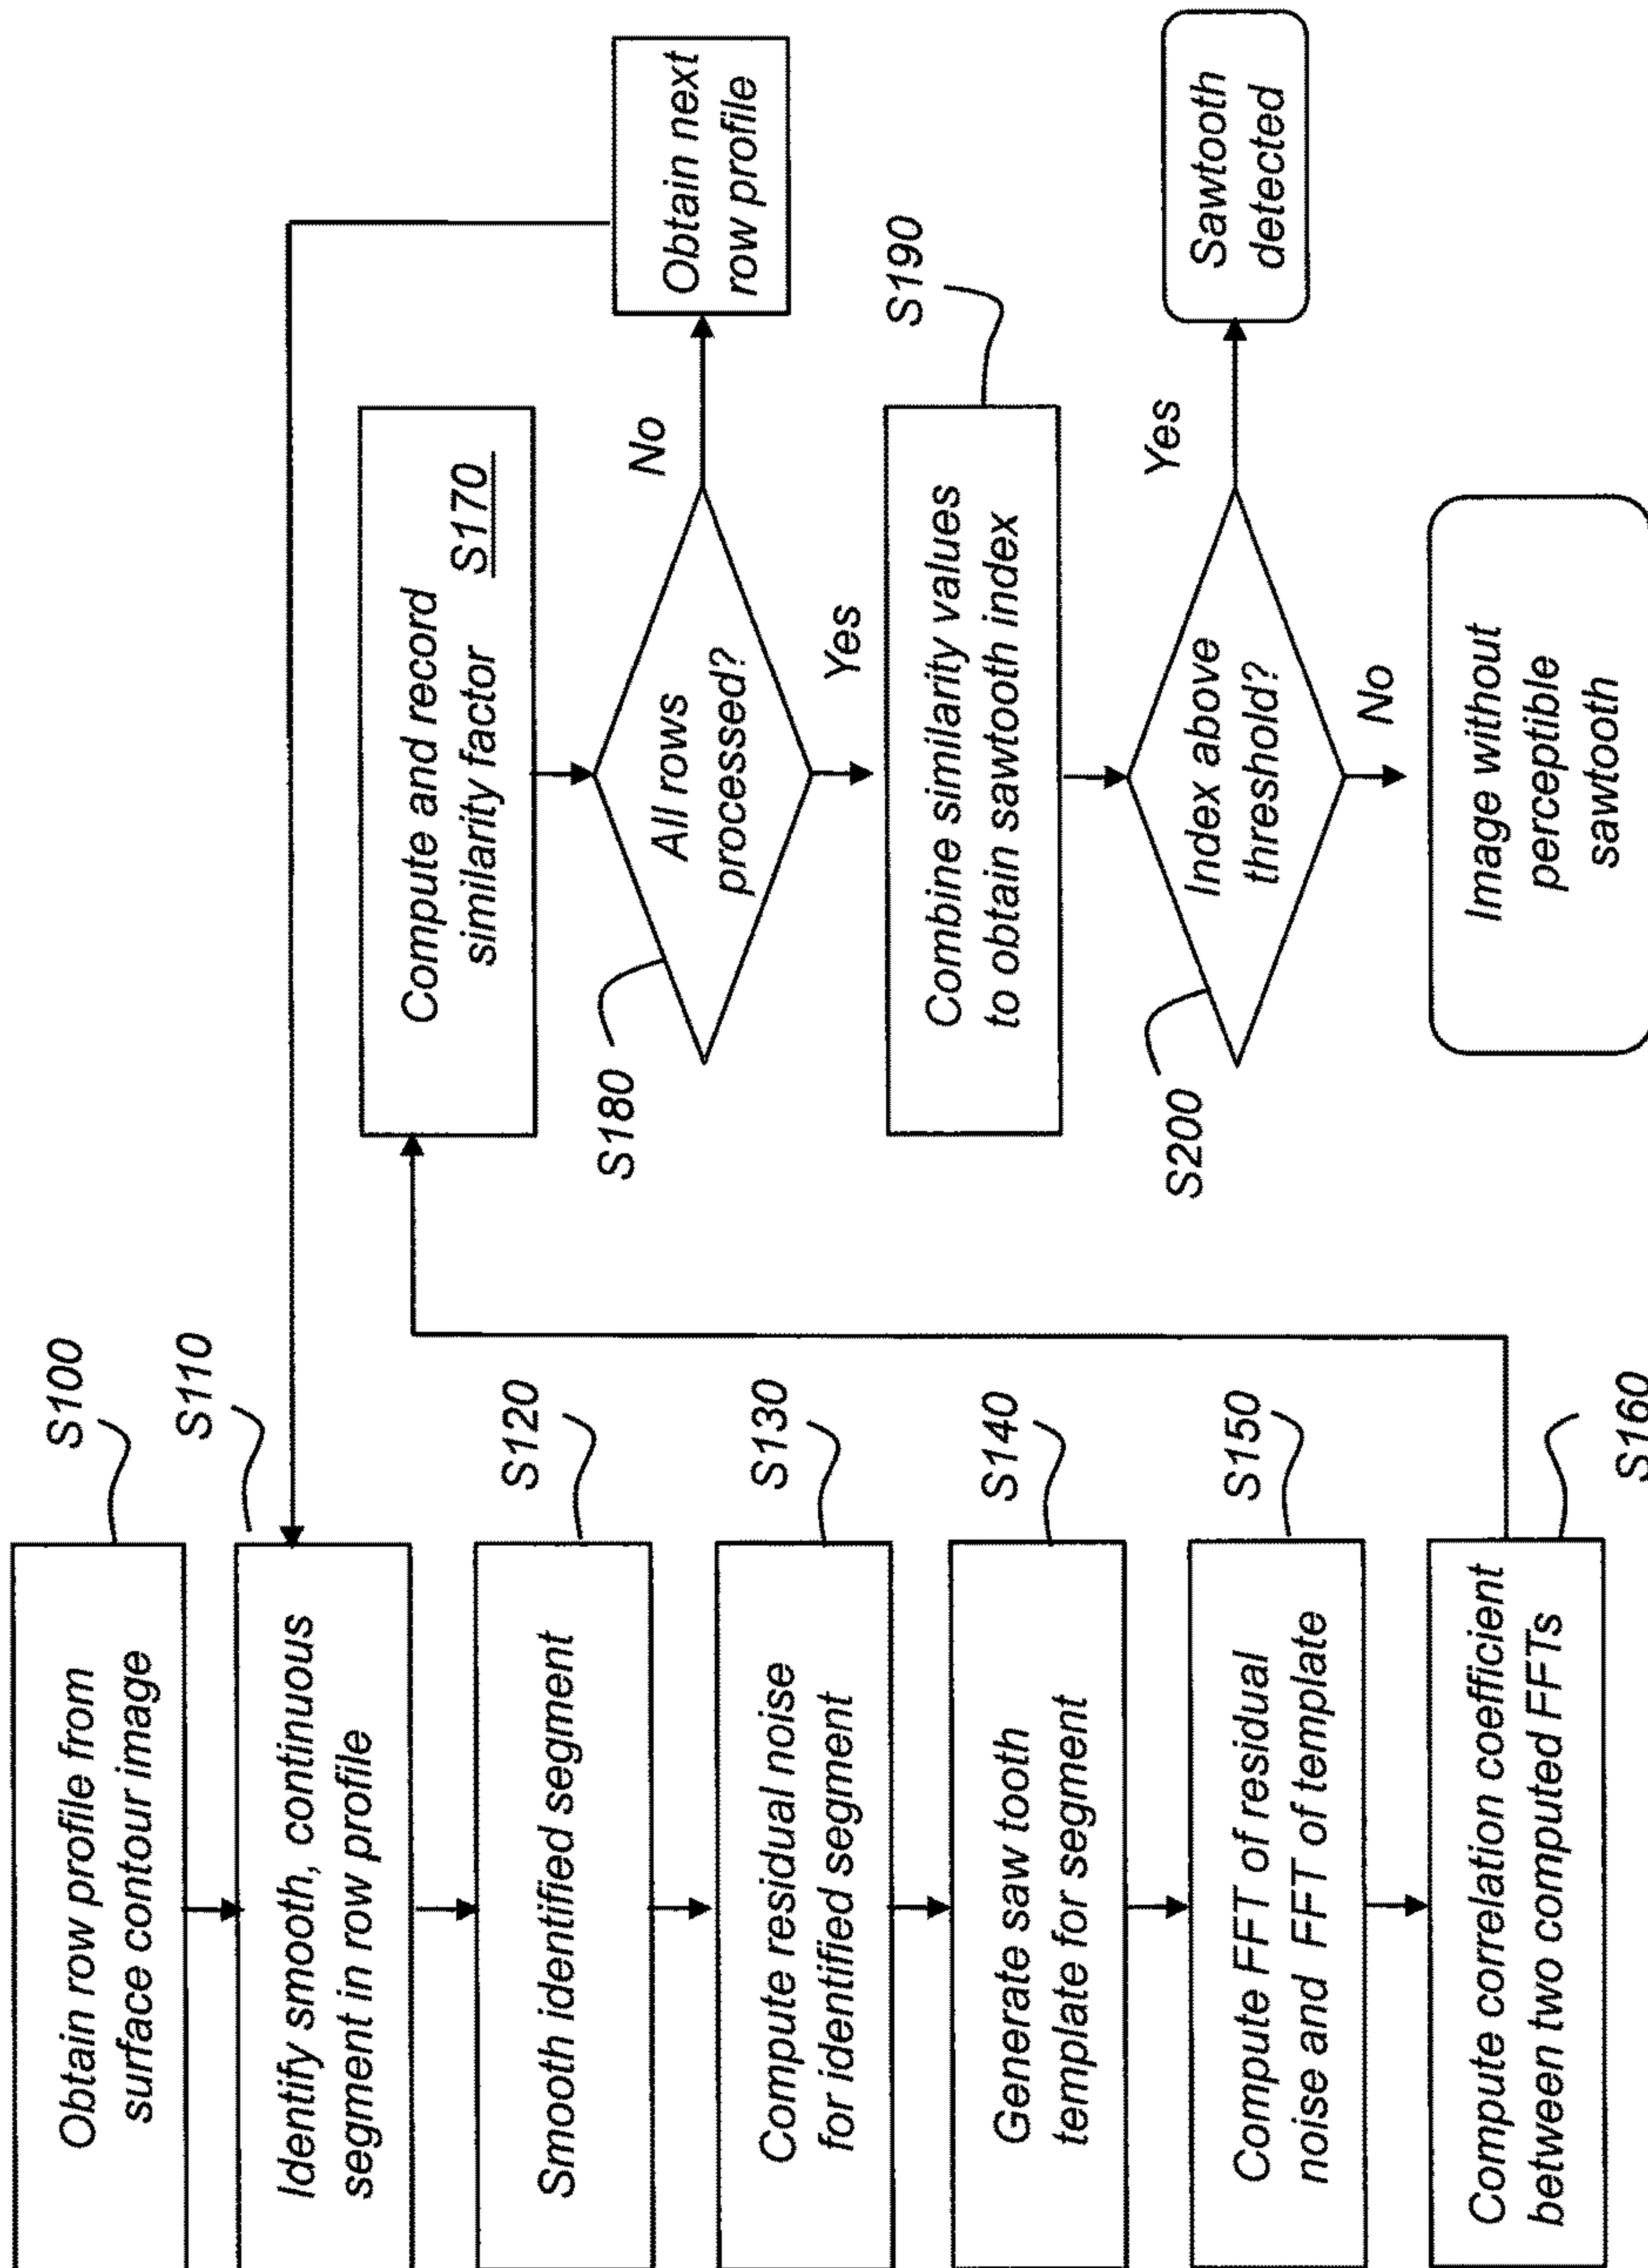 Obtain row profile from
surface contour image
S100
Identify smooth, continuous
segment in row profile
S110
Smooth identified segment
S120
Compute residual noise
for identified segment
S130
Generate saw tooth
template for segment
S140
Compute FFT of residual
noise and FFT of template
S150
Compute correlation coefficient
between two computed FFTs
S160
Compute and record
similarity factor
S170
All rows
processed?
S180
No
Obtain next
row profile
Yes
Combine similarity values
to obtain sawtooth index
S190
Index above
threshold?
S200
Yes
Sawtooth
detected
No
Image without
perceptible
sawtooth